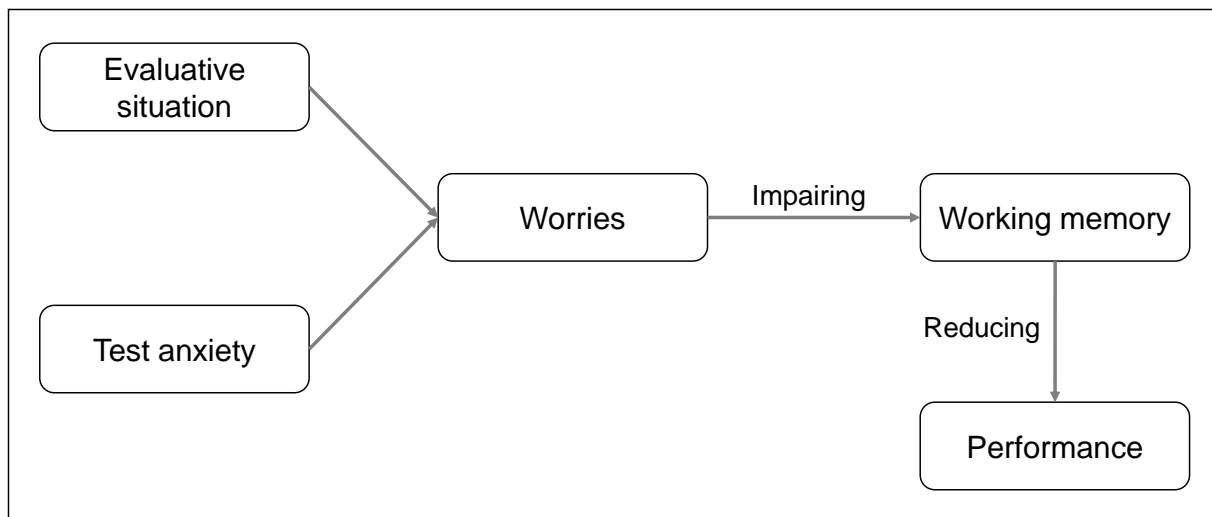 Evaluative
situation
Worries
Impairing
Working memory
Test anxiety
Reducing
Performance